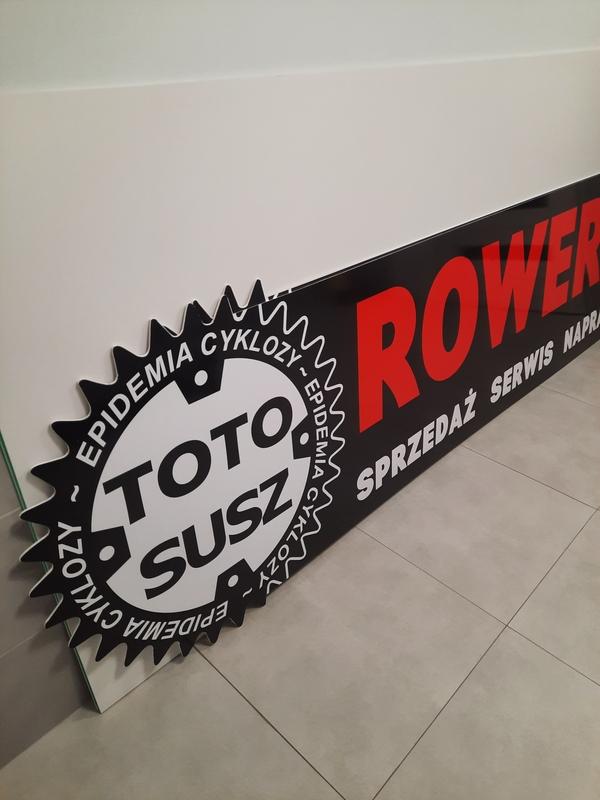 EPIDEMIA CYKLOZY ~ EPIDEMIA CYKLOZY ~ EPIDEMIA CYKLOZY ~
TOTO
SUSZ
ROWER
SPRZEDAŻ SERWIS NAPRA